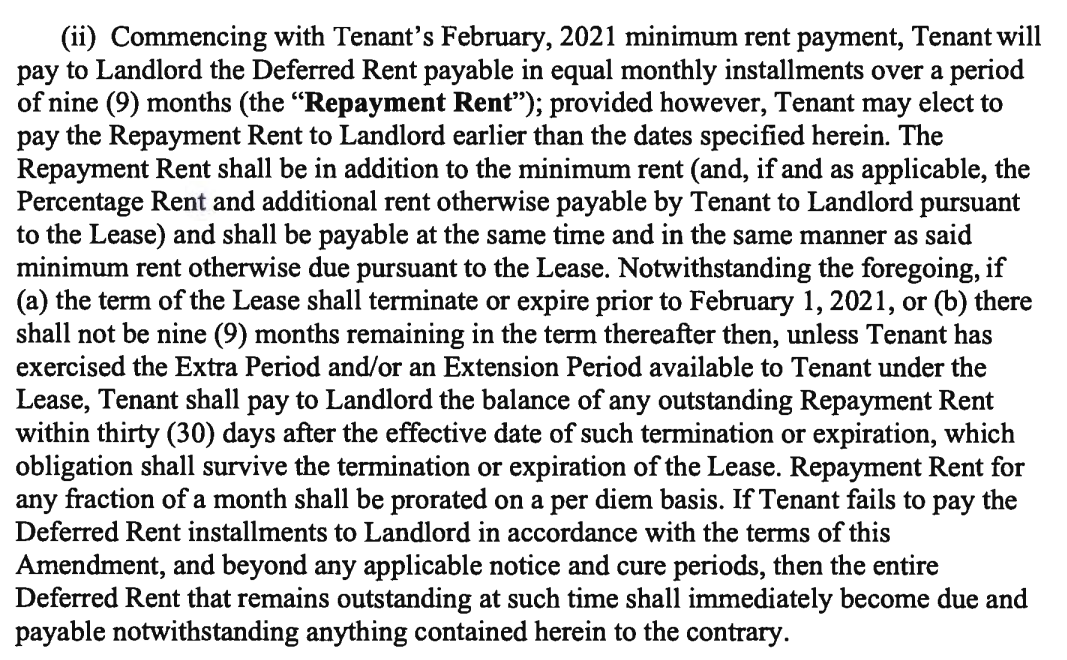 (ii) Commencing with Tenant's February, 2021 minimum rent payment, Tenant will
pay to Landlord the Deferred Rent payable in equal monthly installments over a period
of nine (9) months (the “Repayment Rent”); provided however, Tenant may elect to
pay the Repayment Rent to Landlord earlier than the dates specified herein. The
Repayment Rent shall be in addition to the minimum rent (and, if and as applicable, the
Percentage Rent and additional rent otherwise payable by Tenant to Landlord pursuant
to the Lease) and shall be payable at the same time and in the same manner as said
minimum rent otherwise due pursuant to the Lease. Notwithstanding the foregoing, if
(a) the term of the Lease shall terminate or expire prior to February 1, 2021, or (b) there
shall not be nine (9) months remaining in the term thereafter then, unless Tenant has
exercised the Extra Period and/or an Extension Period available to Tenant under the
Lease, Tenant shall pay to Landlord the balance of any outstanding Repayment Rent
within thirty (30) days after the effective date of such termination or expiration, which
obligation shall survive the termination or expiration of the Lease. Repayment Rent for
any fraction of a month shall be prorated on a per diem basis. If Tenant fails to pay the
Deferred Rent installments to Landlord in accordance with the terms of this
Amendment, and beyond any applicable notice and cure periods, then the entire
Deferred Rent that remains outstanding at such time shall immediately become due and
payable notwithstanding anything contained herein to the contrary.